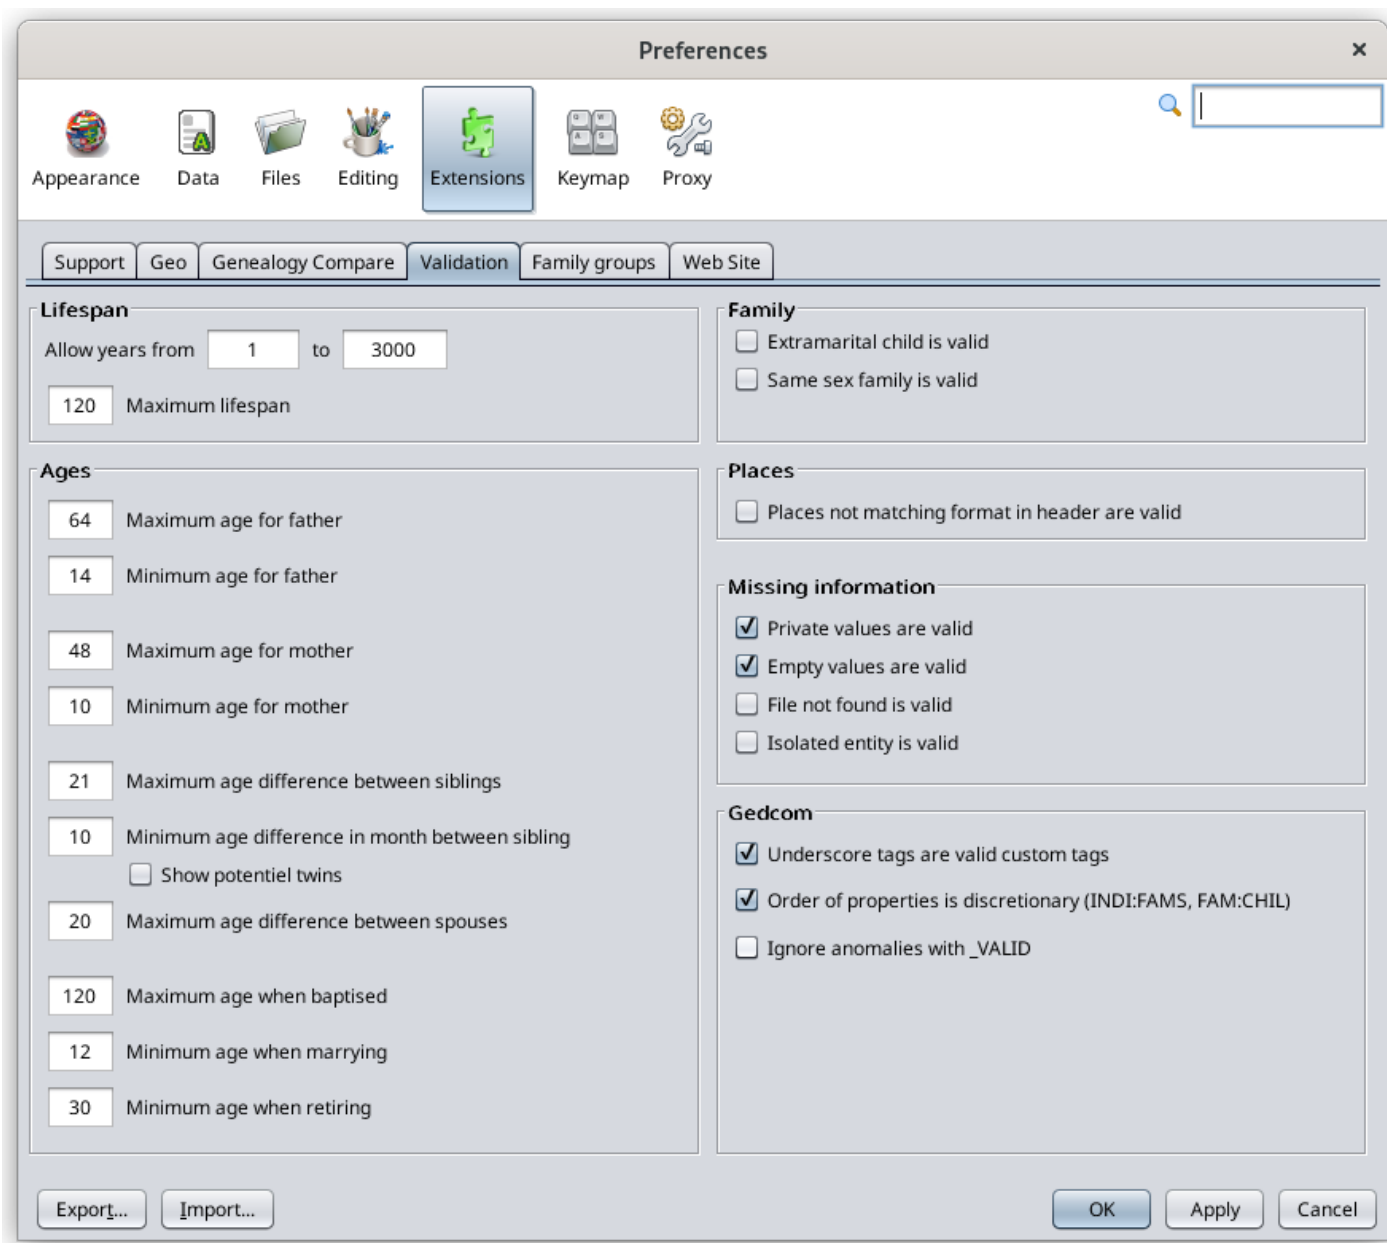 Preferences
Appearance Data Files Editing Extensions Keymap Proxy
Support Geo Genealogy Compare Validation Family groups Web Site
Lifespan
Allow years from 1 to 3000
120 Maximum lifespan
Ages
64 Maximum age for father
14 Minimum age for father
48 Maximum age for mother
10 Minimum age for mother
21 Maximum age difference between siblings
10 Minimum age difference in month between sibling
Show potentiel twins
20 Maximum age difference between spouses
120 Maximum age when baptised
12 Minimum age when marrying
30 Minimum age when retiring
Family
Extramarital child is valid
Same sex family is valid
Places
Places not matching format in header are valid
Missing information
Private values are valid
Empty values are valid
File not found is valid
Isolated entity is valid
Gedcom
Underscore tags are valid custom tags
Order of properties is discretionary (INDI:FAMS, FAM:CHIL)
Ignore anomalies with _VALID
Export... Import... OK Apply Cancel